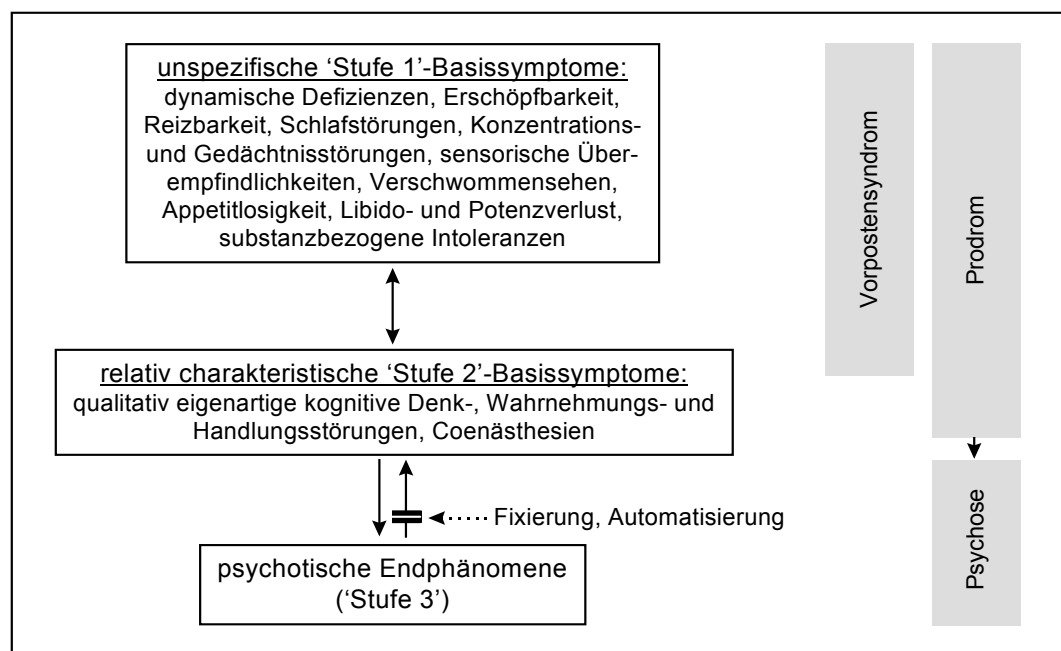 unspezifische ‘Stufe 1’-Basissymptome:
dynamische Defizienzen, Erschöpfbarkeit,
Reizbarkeit, Schlafstörungen, Konzentrations-
und Gedächtnisstörungen, sensorische Über-
empfindlichkeiten, Verschwommensehen,
Appetitlosigkeit, Libido- und Potenzverlust,
substanzbezogene Intoleranzen
relativ charakteristische ‘Stufe 2’-Basissymptome:
qualitativ eigenartige kognitive Denk-, Wahrnehmungs- und
Handlungsstörungen, Coenästhesien
Fixierung, Automatisierung
psychotische Endphänomene
(‘Stufe 3’)
Vorpostensyndrom
Prodrom
Psychose